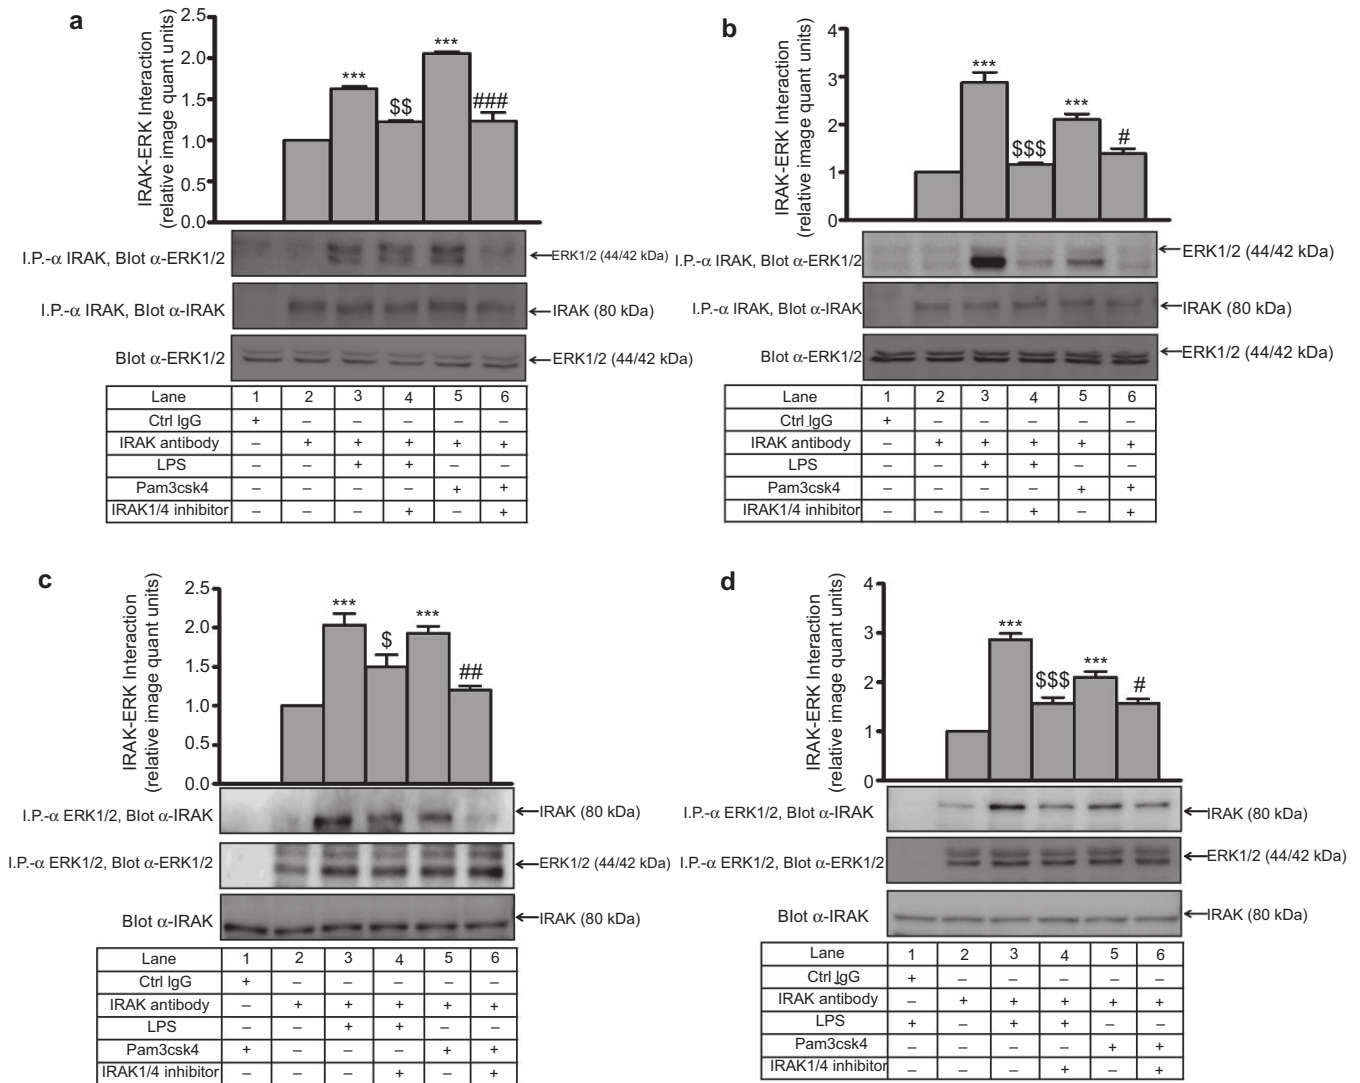 a
IRAK-ERK Interaction
(relative image quant units)
2.5
2.0
1.5
1.0
0.5
0.0
***
$$
***
###
I.P.-α IRAK, Blot α-ERK1/2
ERK1/2 (44/42 kDa)
I.P.-α IRAK, Blot α-IRAK
IRAK (80 kDa)
Blot α-ERK1/2
ERK1/2 (44/42 kDa)
Lane 1 2 3 4 5 6
Ctrl IgG + – – – – –
IRAK antibody – + + + + +
LPS – – + + – –
Pam3csk4 – – – – + +
IRAK1/4 inhibitor – – – + – +
b
IRAK-ERK Interaction
(relative image quant units)
4
3
2
1
0
***
$$$
***
#
I.P.-α IRAK, Blot α-ERK1/2
ERK1/2 (44/42 kDa)
I.P.-α IRAK, Blot α-IRAK
IRAK (80 kDa)
Blot α-ERK1/2
ERK1/2 (44/42 kDa)
Lane 1 2 3 4 5 6
Ctrl IgG + – – – – –
IRAK antibody – + + + + +
LPS – – + + – –
Pam3csk4 – – – – + +
IRAK1/4 inhibitor – – – + – +
c
IRAK-ERK Interaction
(relative image quant units)
2.5
2.0
1.5
1.0
0.5
0.0
***
$
***
##
I.P.-α ERK1/2, Blot α-IRAK
IRAK (80 kDa)
I.P.-α ERK1/2, Blot α-ERK1/2
ERK1/2 (44/42 kDa)
Blot α-IRAK
IRAK (80 kDa)
Lane 1 2 3 4 5 6
Ctrl IgG + – – – – –
IRAK antibody – + + + + +
LPS – – + + – –
Pam3csk4 + – – – + +
IRAK1/4 inhibitor – – – + – +
d
IRAK-ERK Interaction
(relative image quant units)
4
3
2
1
0
***
$$$
***
#
I.P.-α ERK1/2, Blot α-IRAK
IRAK (80 kDa)
I.P.-α ERK1/2, Blot α-ERK1/2
ERK1/2 (44/42 kDa)
Blot α-IRAK
IRAK (80 kDa)
Lane 1 2 3 4 5 6
Ctrl IgG + – – – – –
IRAK antibody – + + + + +
LPS + – + + – –
Pam3csk4 – – – – + +
IRAK1/4 inhibitor – – – + – +